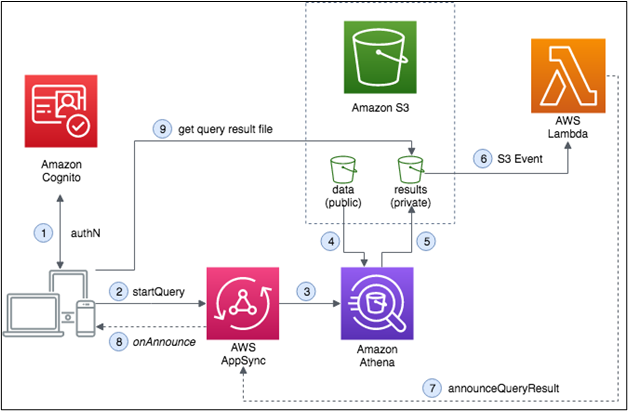 Amazon S3
AWS
Lambda
Amazon
Cognito
9 get query result file
6 S3 Event
data
(public)
results
(private)
1 authN
4
5
2 startQuery
3
8 onAnnounce
AWS
AppSync
Amazon
Athena
7 announceQueryResult